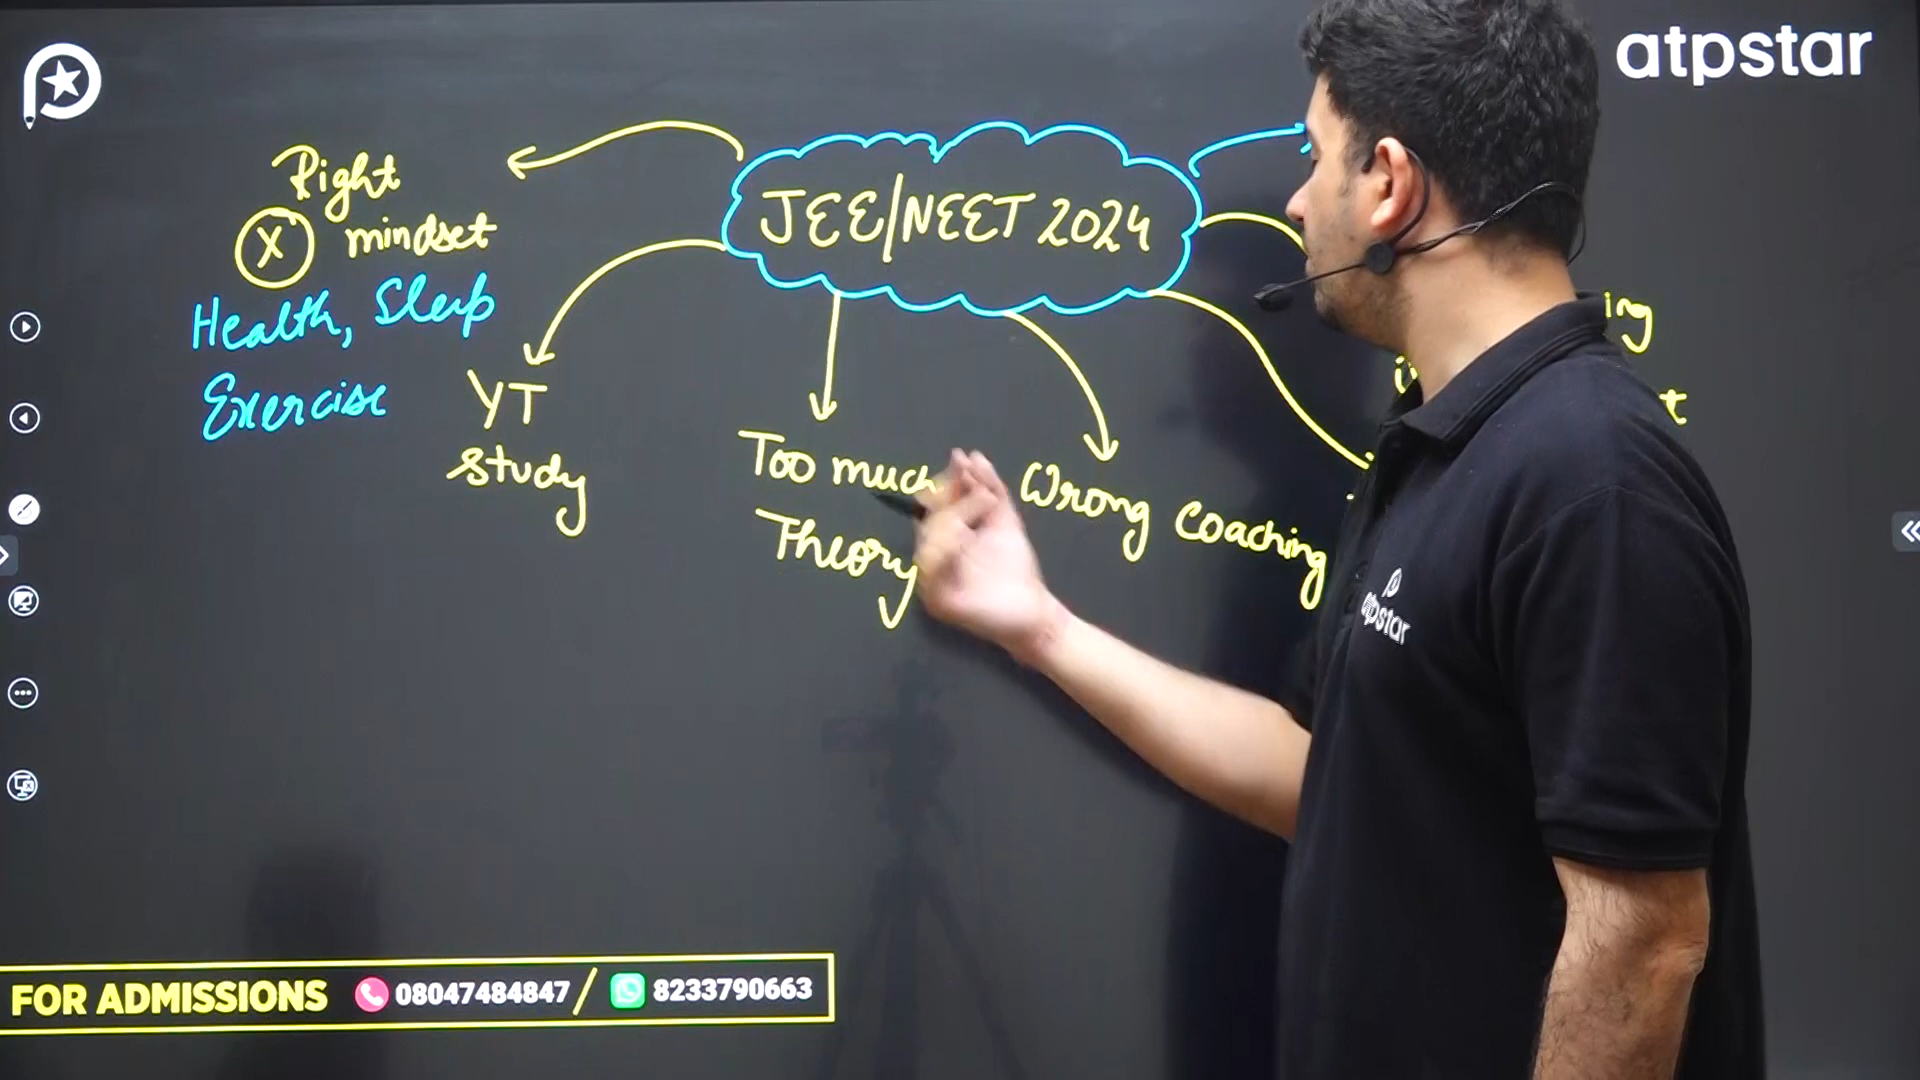 atpstar
JEE/NEET 2024
Right
X mindset
Health, Sleep
Exercise
YT
study
Too much
Theory
Wrong coaching
ing
t
atpstar
FOR ADMISSIONS 08047484847 / 8233790663